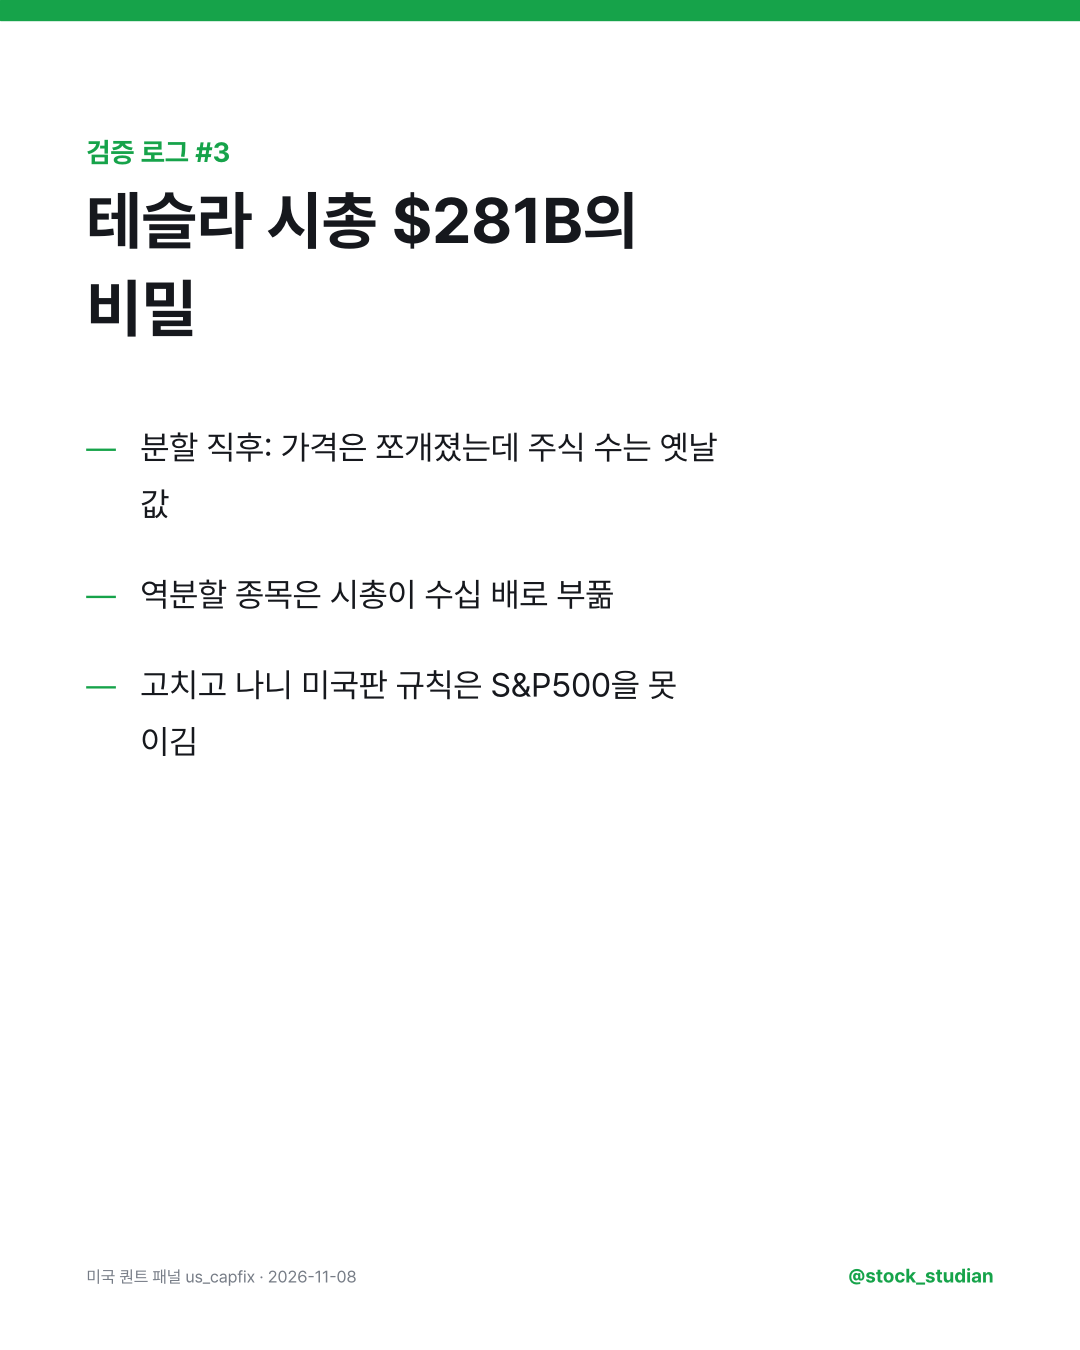 검증 로그 #3
테슬라 시총 $281B의
비밀
— 분할 직후: 가격은 쪼개졌는데 주식 수는 옛날
값
— 역분할 종목은 시총이 수십 배로 부풂
— 고치고 나니 미국판 규칙은 S&P500을 못
이김
미국 퀀트 패널 us_capfix · 2026-11-08
@stock_studian